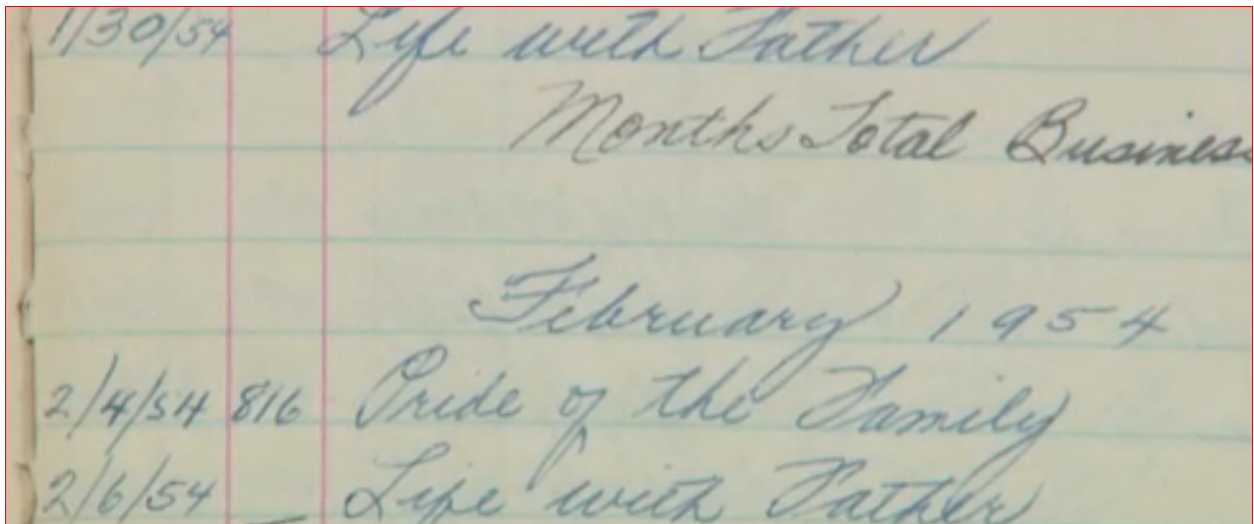 1/30/54 Life with Father
Months Total Business
February 1954
2/4/54 816 Pride of the Family
2/6/54 Life with Father